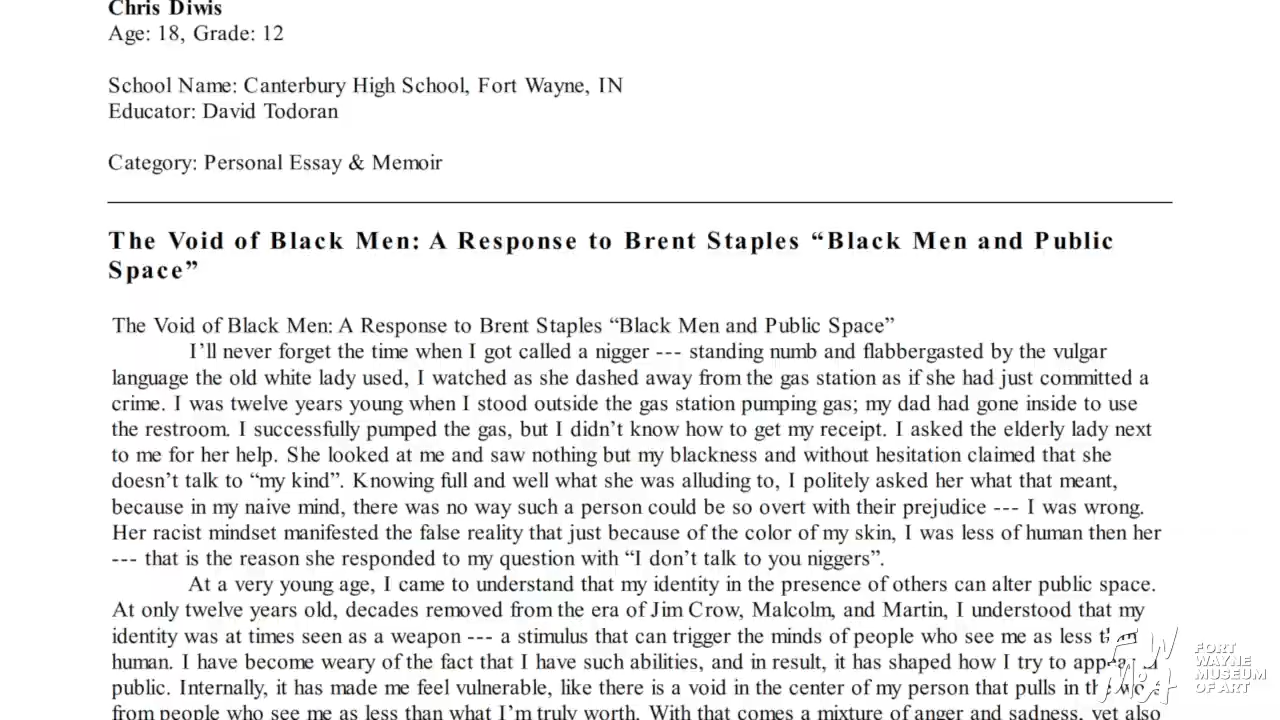 Chris Diwis
Age: 18, Grade: 12
School Name: Canterbury High School, Fort Wayne, IN
Educator: David Todoran
Category: Personal Essay & Memoir
The Void of Black Men: A Response to Brent Staples “Black Men and Public
Space”
The Void of Black Men: A Response to Brent Staples “Black Men and Public Space”
I’ll never forget the time when I got called a nigger --- standing numb and flabbergasted by the vulgar
language the old white lady used, I watched as she dashed away from the gas station as if she had just committed a
crime. I was twelve years young when I stood outside the gas station pumping gas; my dad had gone inside to use
the restroom. I successfully pumped the gas, but I didn’t know how to get my receipt. I asked the elderly lady next
to me for her help. She looked at me and saw nothing but my blackness and without hesitation claimed that she
doesn’t talk to “my kind”. Knowing full and well what she was alluding to, I politely asked her what that meant,
because in my naive mind, there was no way such a person could be so overt with their prejudice --- I was wrong.
Her racist mindset manifested the false reality that just because of the color of my skin, I was less of human then her
--- that is the reason she responded to my question with “I don’t talk to you niggers”.
At a very young age, I came to understand that my identity in the presence of others can alter public space.
At only twelve years old, decades removed from the era of Jim Crow, Malcolm, and Martin, I understood that my
identity was at times seen as a weapon --- a stimulus that can trigger the minds of people who see me as less than
human. I have become weary of the fact that I have such abilities, and in result, it has shaped how I try to appear in
public. Internally, it has made me feel vulnerable, like there is a void in the center of my person that pulls in the
from people who see me as less than what I’m truly worth. With that comes a mixture of anger and sadness, yet also
FWMoA
FORT
WAYNE
MUSEUM
OF ART